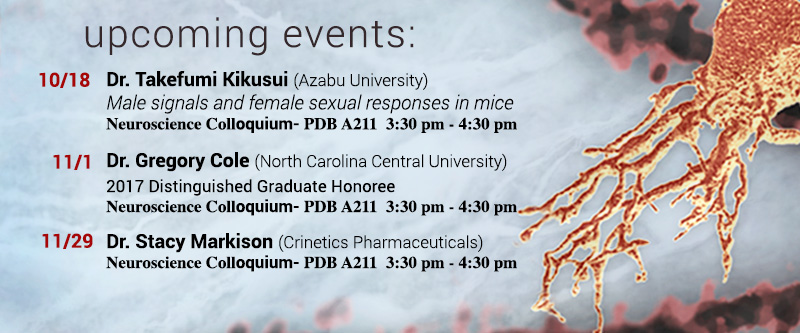 upcoming events:
10/18 Dr. Takefumi Kikusui (Azabu University)
Male signals and female sexual responses in mice
Neuroscience Colloquium- PDB A211 3:30 pm - 4:30 pm
11/1 Dr. Gregory Cole (North Carolina Central University)
2017 Distinguished Graduate Honoree
Neuroscience Colloquium- PDB A211 3:30 pm - 4:30 pm
11/29 Dr. Stacy Markison (Crinetics Pharmaceuticals)
Neuroscience Colloquium- PDB A211 3:30 pm - 4:30 pm